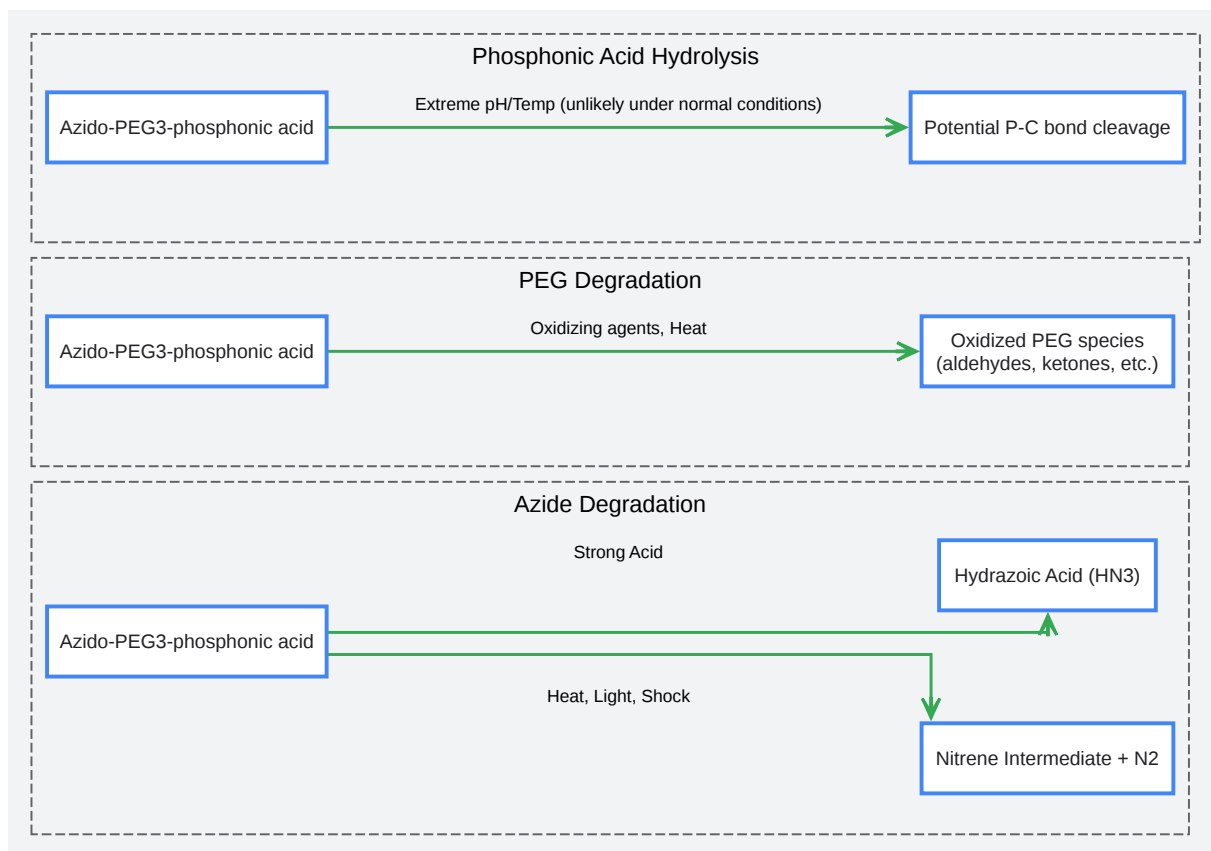 Phosphonic Acid Hydrolysis
Extreme pH/Temp (unlikely under normal conditions)
Azido-PEG3-phosphonic acid
Potential P-C bond cleavage
PEG Degradation
Oxidizing agents, Heat
Azido-PEG3-phosphonic acid
Oxidized PEG species
(aldehydes, ketones, etc.)
Azide Degradation
Strong Acid
Hydrazoic Acid (HN3)
Azido-PEG3-phosphonic acid
Heat, Light, Shock
Nitrene Intermediate + N2